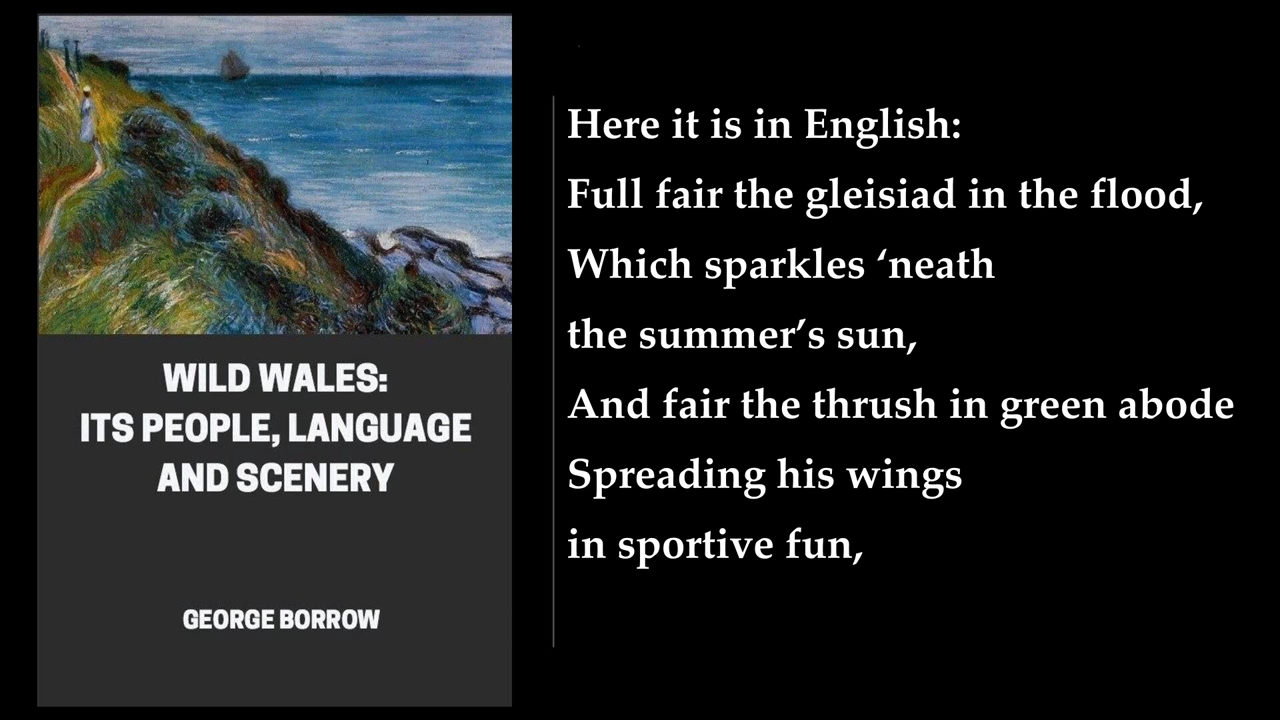 WILD WALES:
ITS PEOPLE, LANGUAGE
AND SCENERY
GEORGE BORROW
Here it is in English:
Full fair the gleisiad in the flood,
Which sparkles ‘neath
the summer’s sun,
And fair the thrush in green abode
Spreading his wings
in sportive fun,